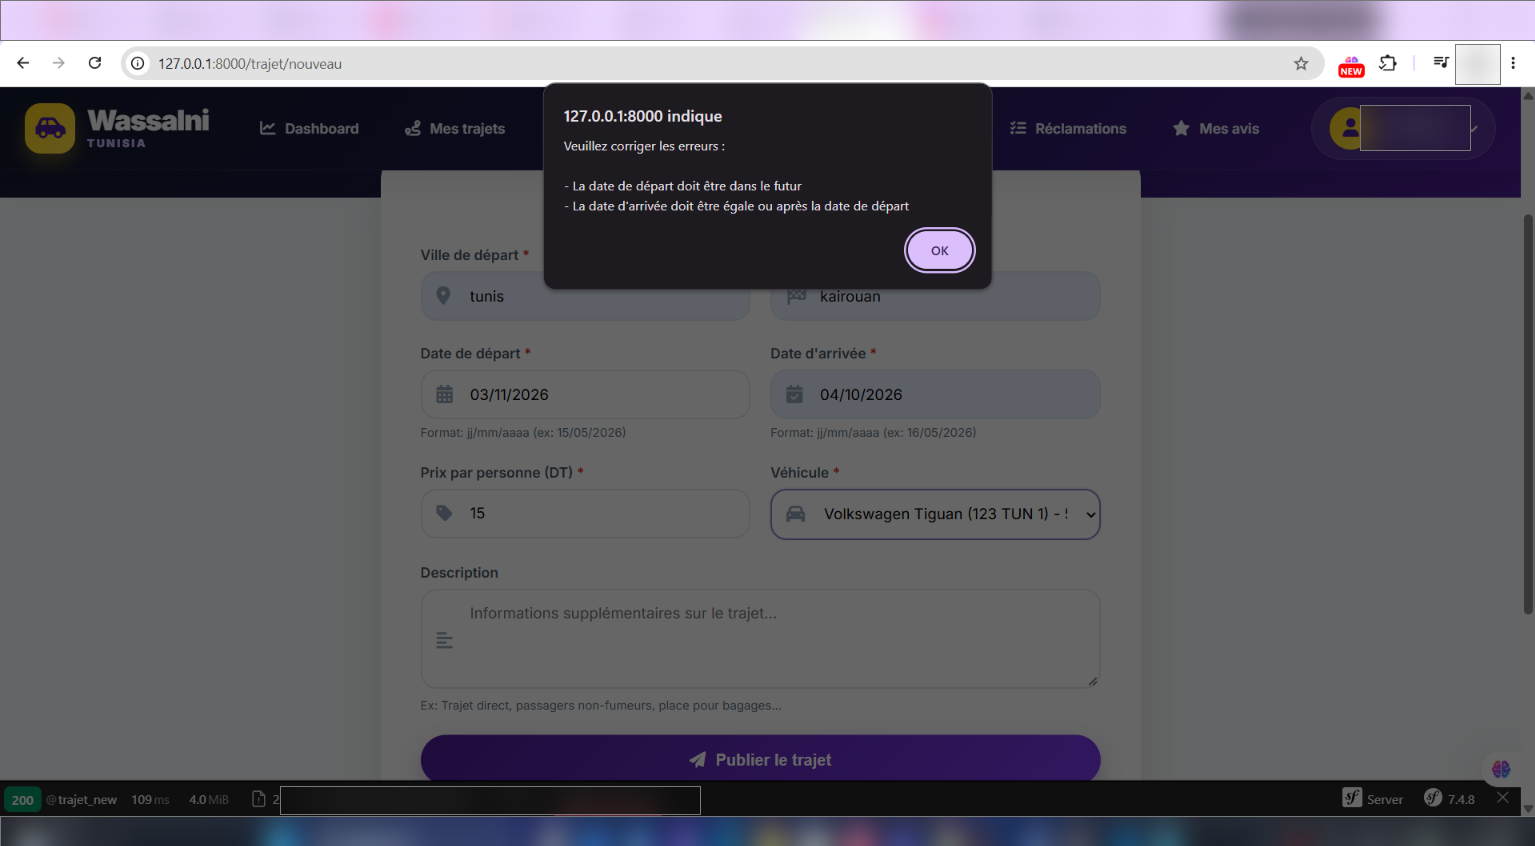 127.0.0.1:8000/trajet/nouveau
NEW
Wassalni
TUNISIA
Dashboard
Mes trajets
Réclamations
Mes avis
127.0.0.1:8000 indique
Veuillez corriger les erreurs :
- La date de départ doit être dans le futur
- La date d'arrivée doit être égale ou après la date de départ
OK
Ville de départ *
tunis
kairouan
Date de départ *
Date d'arrivée *
03/11/2026
04/10/2026
Format: jj/mm/aaaa (ex: 15/05/2026)
Format: jj/mm/aaaa (ex: 16/05/2026)
Prix par personne (DT) *
Véhicule *
15
Volkswagen Tiguan (123 TUN 1) -
Description
Informations supplémentaires sur le trajet...
Ex: Trajet direct, passagers non-fumeurs, place pour bagages...
Publier le trajet
200 @trajet_new 109 ms 4.0 MiB 2
Server
7.4.8